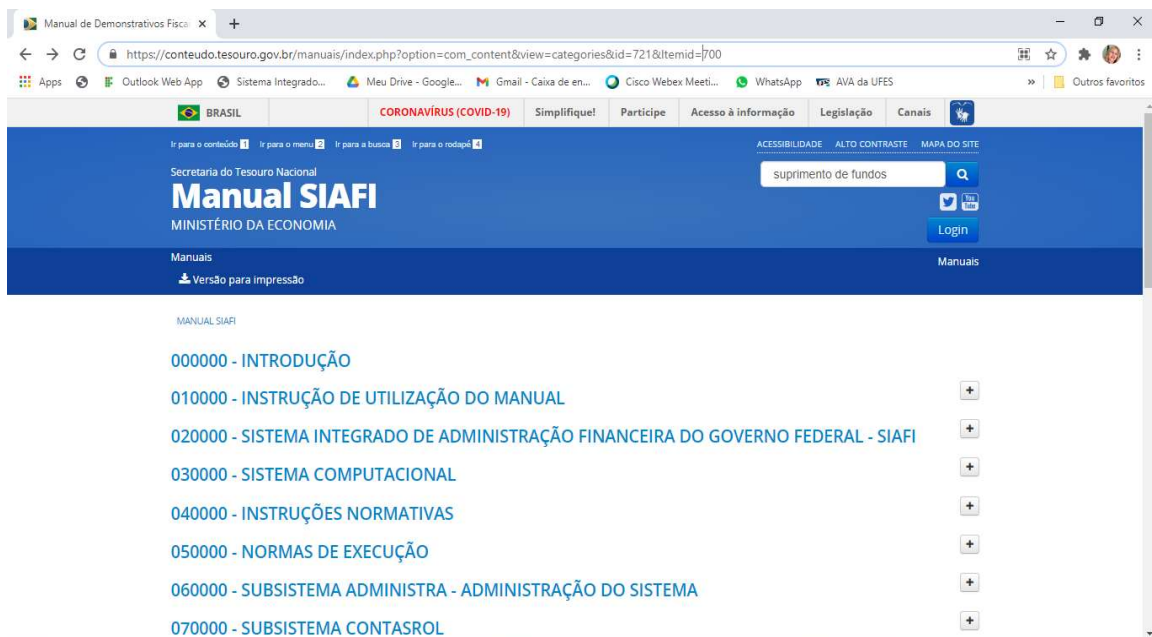 Manual de Demonstrativos Fisca
https://conteudo.tesouro.gov.br/manuais/index.php?option=com_content&view=categories&id=721&Itemid=700
Apps Outlook Web App Sistema Integrado... Meu Drive - Google... Gmail - Caixa de en... Cisco Webex Meeti... WhatsApp AVA da UFES » Outros favoritos
BRASIL CORONAVÍRUS (COVID-19) Simplifique! Participe Acesso à informação Legislação Canais
Ir para o conteúdo 1 Ir para o menu 2 Ir para a busca 3 Ir para o rodapé 4 ACESSIBILIDADE ALTO CONTRASTE MAPA DO SITE
Secretaria do Tesouro Nacional suprimento de fundos
Manual SIAFI
MINISTÉRIO DA ECONOMIA Login
Manuais Manuais
Versão para impressão
MANUAL SIAFI
000000 - INTRODUÇÃO
010000 - INSTRUÇÃO DE UTILIZAÇÃO DO MANUAL
020000 - SISTEMA INTEGRADO DE ADMINISTRAÇÃO FINANCEIRA DO GOVERNO FEDERAL - SIAFI
030000 - SISTEMA COMPUTACIONAL
040000 - INSTRUÇÕES NORMATIVAS
050000 - NORMAS DE EXECUÇÃO
060000 - SUBSISTEMA ADMINISTRA - ADMINISTRAÇÃO DO SISTEMA
070000 - SUBSISTEMA CONTASROL